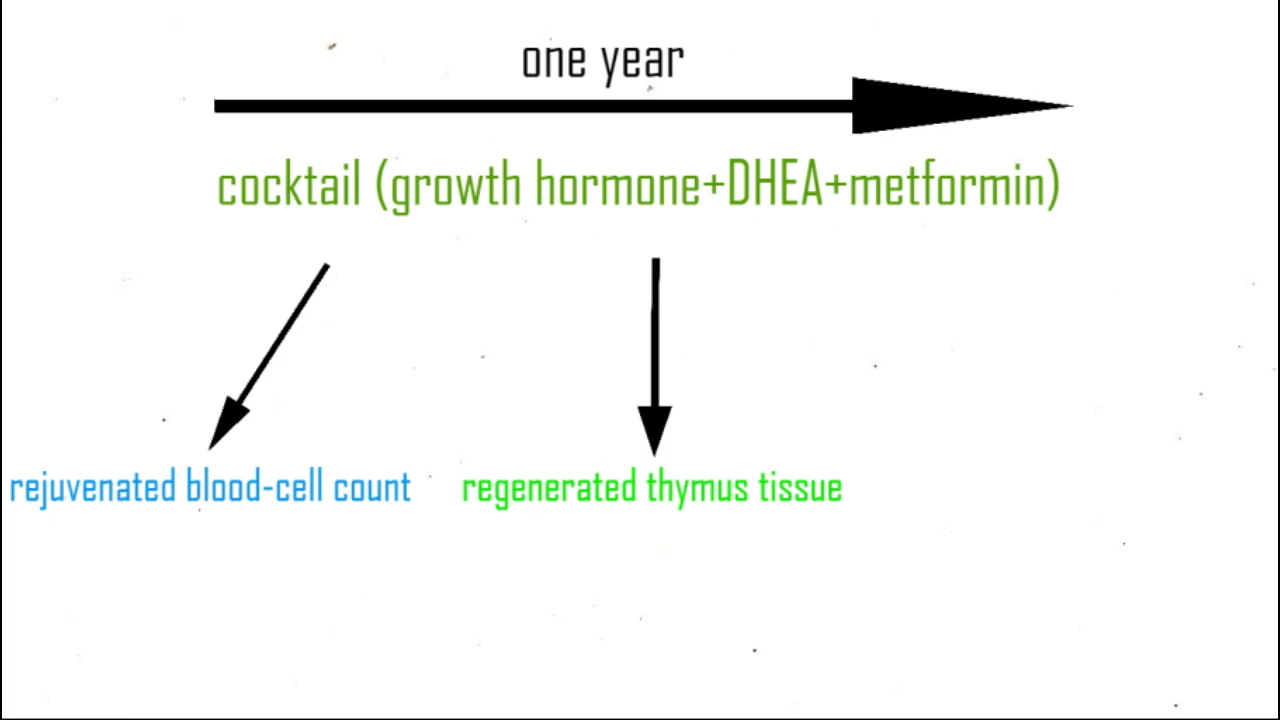 one year
cocktail (growth hormone+DHEA+metformin)
rejuvenated blood-cell count
regenerated thymus tissue